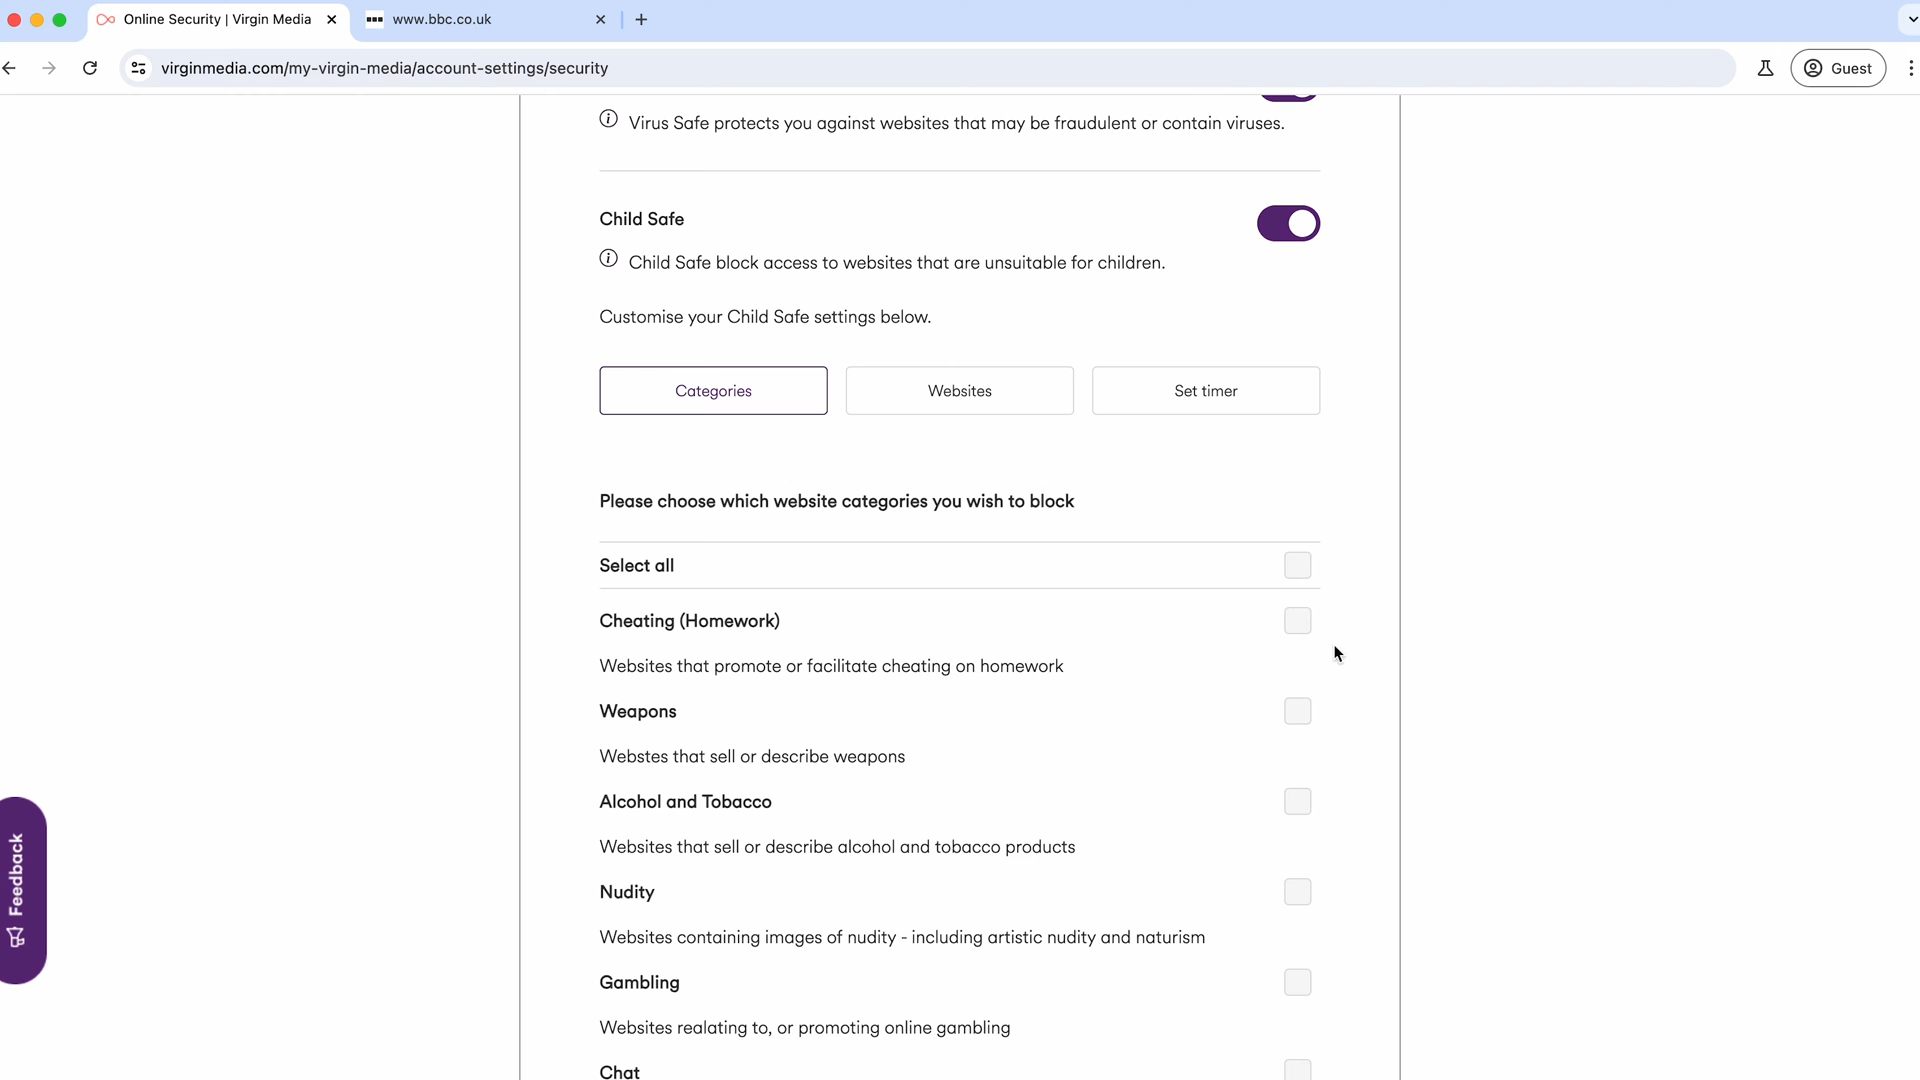 Online Security | Virgin Media
www.bbc.co.uk
virginmedia.com/my-virgin-media/account-settings/security
Guest
Virus Safe protects you against websites that may be fraudulent or contain viruses.
Child Safe
Child Safe block access to websites that are unsuitable for children.
Customise your Child Safe settings below.
Categories
Websites
Set timer
Please choose which website categories you wish to block
Select all
Cheating (Homework)
Websites that promote or facilitate cheating on homework
Weapons
Webstes that sell or describe weapons
Alcohol and Tobacco
Websites that sell or describe alcohol and tobacco products
Nudity
Websites containing images of nudity - including artistic nudity and naturism
Gambling
Websites realating to, or promoting online gambling
Chat
Feedback